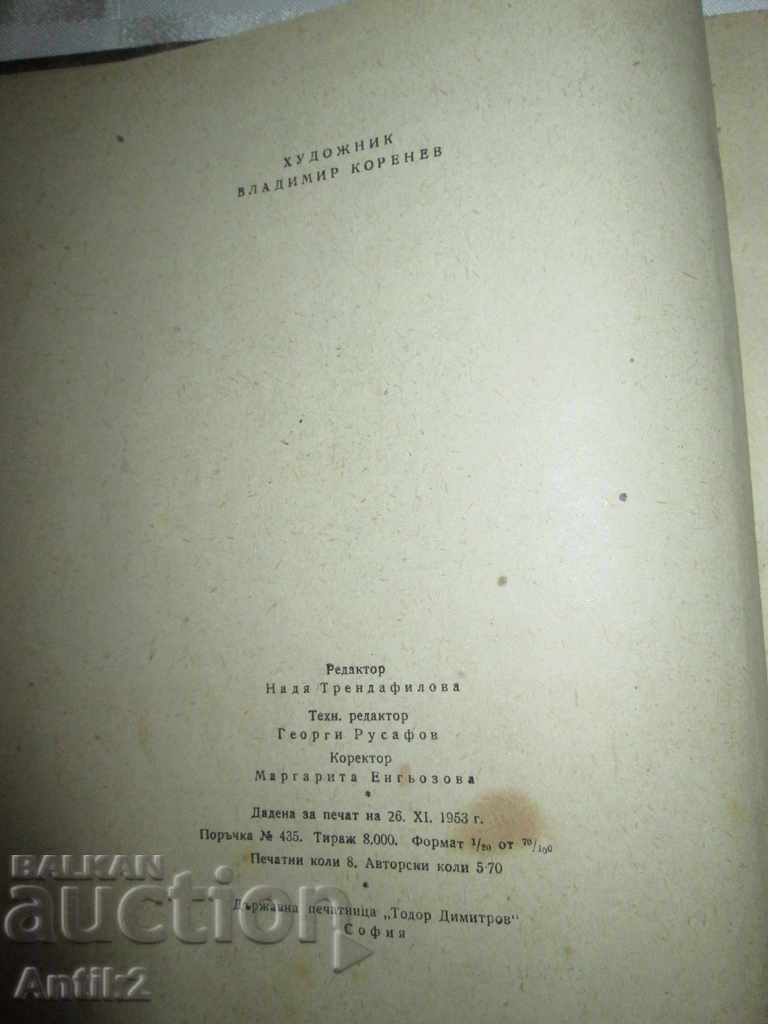 ХУДОЖНИК
ВЛАДИМИР КОРЕНЕВ
Редактор
Надя Трендафилова
Техн. редактор
Георги Русафов
Коректор
Маргарита Енгьозова
*
Дадена за печат на 26. XI. 1953 г.
Поръчка № 435. Тираж 8.000. Формат 1/20 от 70/100
Печатни коли 8. Авторски коли 5·70
*
Държавна печатница „Тодор Димитров“
София
BALKAN
auction
Antik2